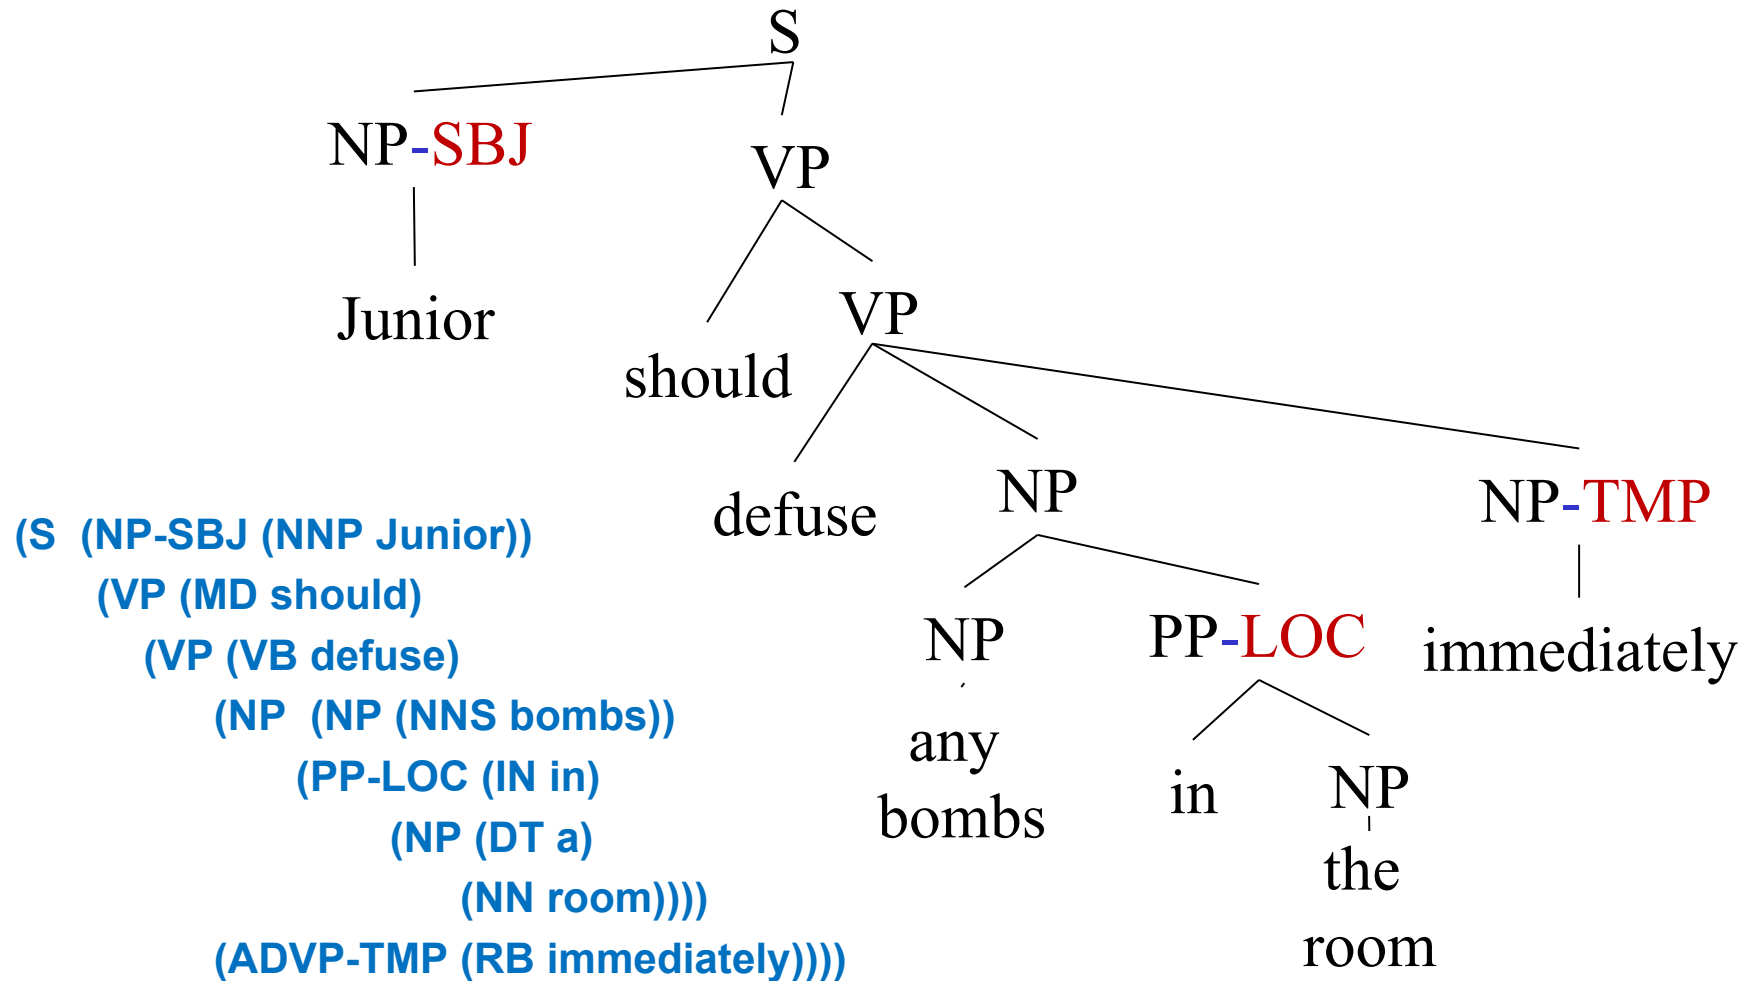 S
NP-SBJ
VP
Junior
VP
should
defuse
NP
NP-TMP
NP
PP-LOC
immediately
any
bombs
in
NP
the
room
(S (NP-SBJ (NNP Junior))
(VP (MD should)
(VP (VB defuse)
(NP (NP (NNS bombs))
(PP-LOC (IN in)
(NP (DT a)
(NN room))))
(ADVP-TMP (RB immediately))))